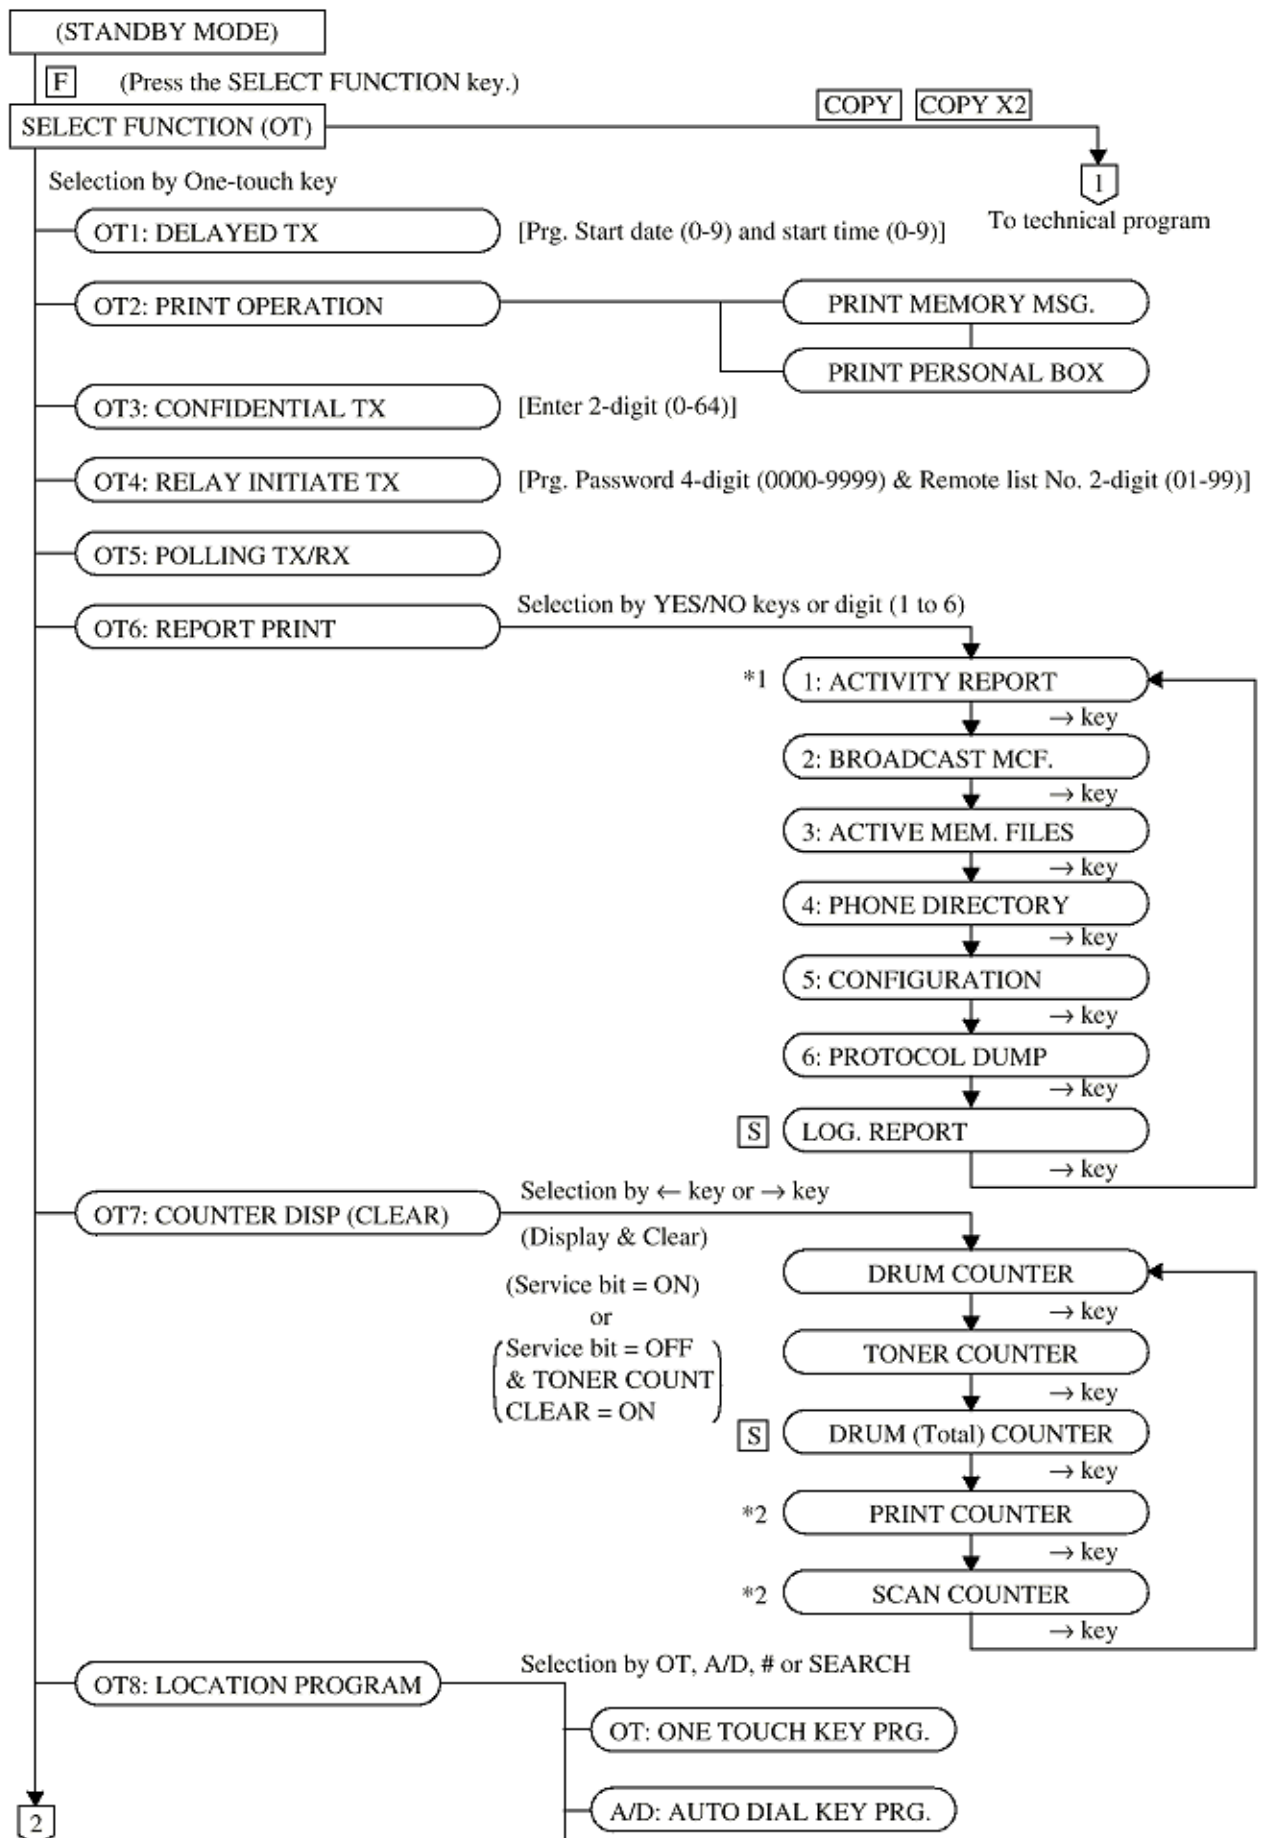 (STANDBY MODE)
F (Press the SELECT FUNCTION key.)
COPY COPY X2
SELECT FUNCTION (OT)
1
Selection by One-touch key
To technical program
OT1: DELAYED TX [Prg. Start date (0-9) and start time (0-9)]
OT2: PRINT OPERATION PRINT MEMORY MSG.
PRINT PERSONAL BOX
OT3: CONFIDENTIAL TX [Enter 2-digit (0-64)]
OT4: RELAY INITIATE TX [Prg. Password 4-digit (0000-9999) & Remote list No. 2-digit (01-99)]
OT5: POLLING TX/RX
Selection by YES/NO keys or digit (1 to 6)
OT6: REPORT PRINT
*1 1: ACTIVITY REPORT
→ key
2: BROADCAST MCF.
→ key
3: ACTIVE MEM. FILES
→ key
4: PHONE DIRECTORY
→ key
5: CONFIGURATION
→ key
6: PROTOCOL DUMP
→ key
S LOG. REPORT
→ key
Selection by ← key or → key
OT7: COUNTER DISP (CLEAR)
(Display & Clear)
DRUM COUNTER
(Service bit = ON)
→ key
or
Service bit = OFF
TONER COUNTER
& TONER COUNT
→ key
CLEAR = ON
S DRUM (Total) COUNTER
→ key
*2 PRINT COUNTER
→ key
*2 SCAN COUNTER
→ key
Selection by OT, A/D, # or SEARCH
OT8: LOCATION PROGRAM
OT: ONE TOUCH KEY PRG.
A/D: AUTO DIAL KEY PRG.
2